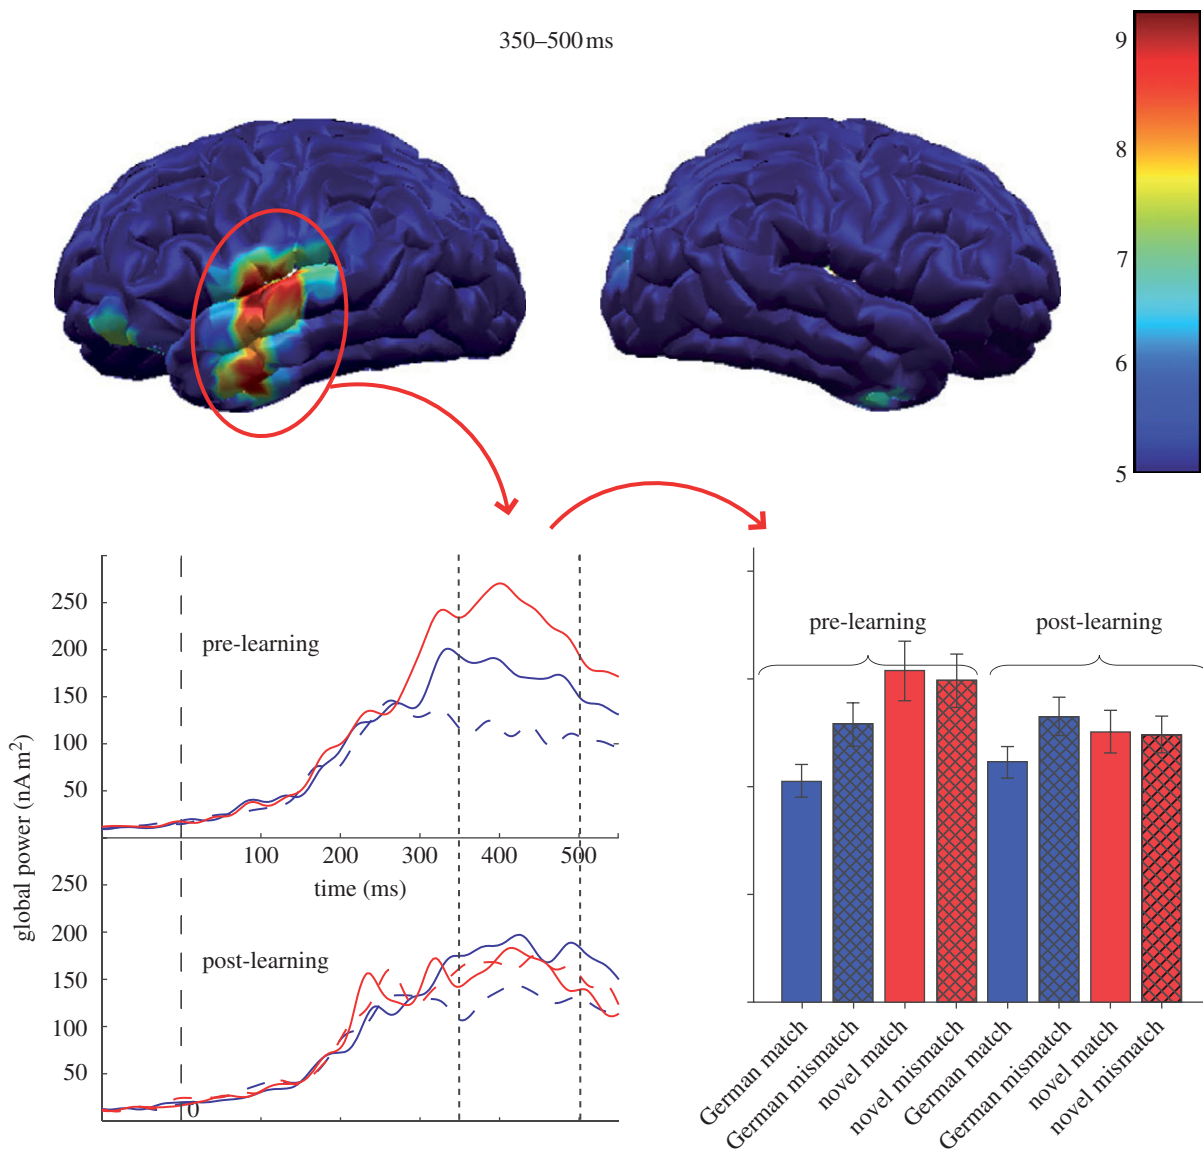 350–500 ms
9
8
7
6
5
global power (nA m²)
250
200
150
100
50
pre-learning
100 200 300 400 500
time (ms)
250
200
150
100
50
post-learning
0
pre-learning
post-learning
German match
German mismatch
novel match
novel mismatch
German match
German mismatch
novel match
novel mismatch